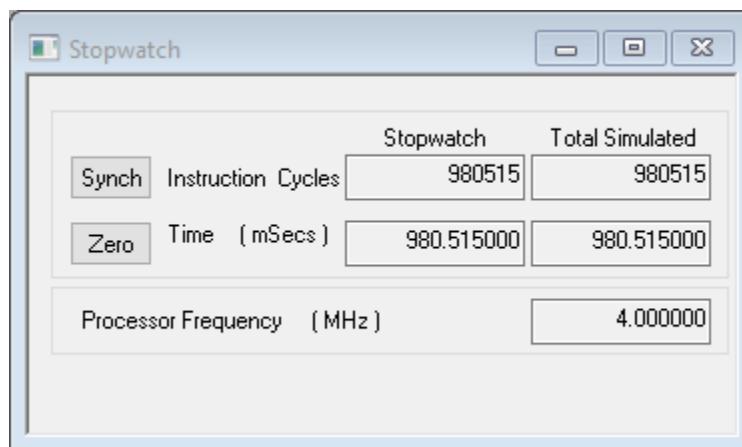 Stopwatch
Stopwatch Total Simulated
Synch Instruction Cycles 980515 980515
Zero Time (mSecs) 980.515000 980.515000
Processor Frequency (MHz) 4.000000